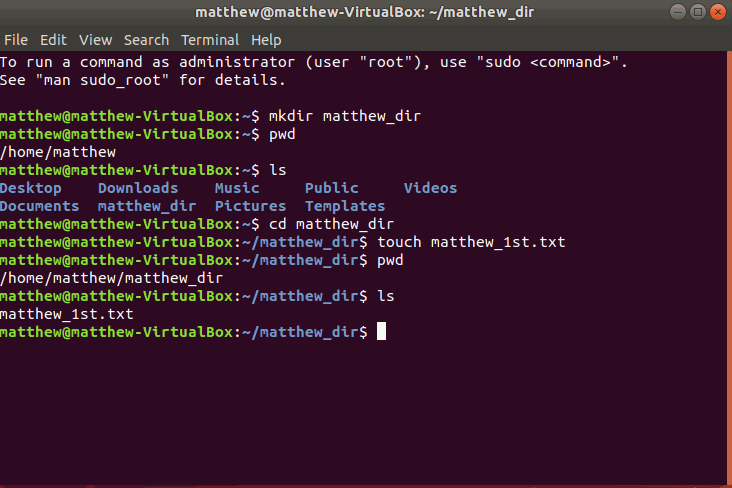 matthew@matthew-VirtualBox: ~/matthew_dir
File Edit View Search Terminal Help
To run a command as administrator (user "root"), use "sudo <command>".
See "man sudo_root" for details.
matthew@matthew-VirtualBox:~$ mkdir matthew_dir
matthew@matthew-VirtualBox:~$ pwd
/home/matthew
matthew@matthew-VirtualBox:~$ ls
Desktop    Downloads    Music     Public     Videos
Documents  matthew_dir  Pictures  Templates
matthew@matthew-VirtualBox:~$ cd matthew_dir
matthew@matthew-VirtualBox:~/matthew_dir$ touch matthew_1st.txt
matthew@matthew-VirtualBox:~/matthew_dir$ pwd
/home/matthew/matthew_dir
matthew@matthew-VirtualBox:~/matthew_dir$ ls
matthew_1st.txt
matthew@matthew-VirtualBox:~/matthew_dir$